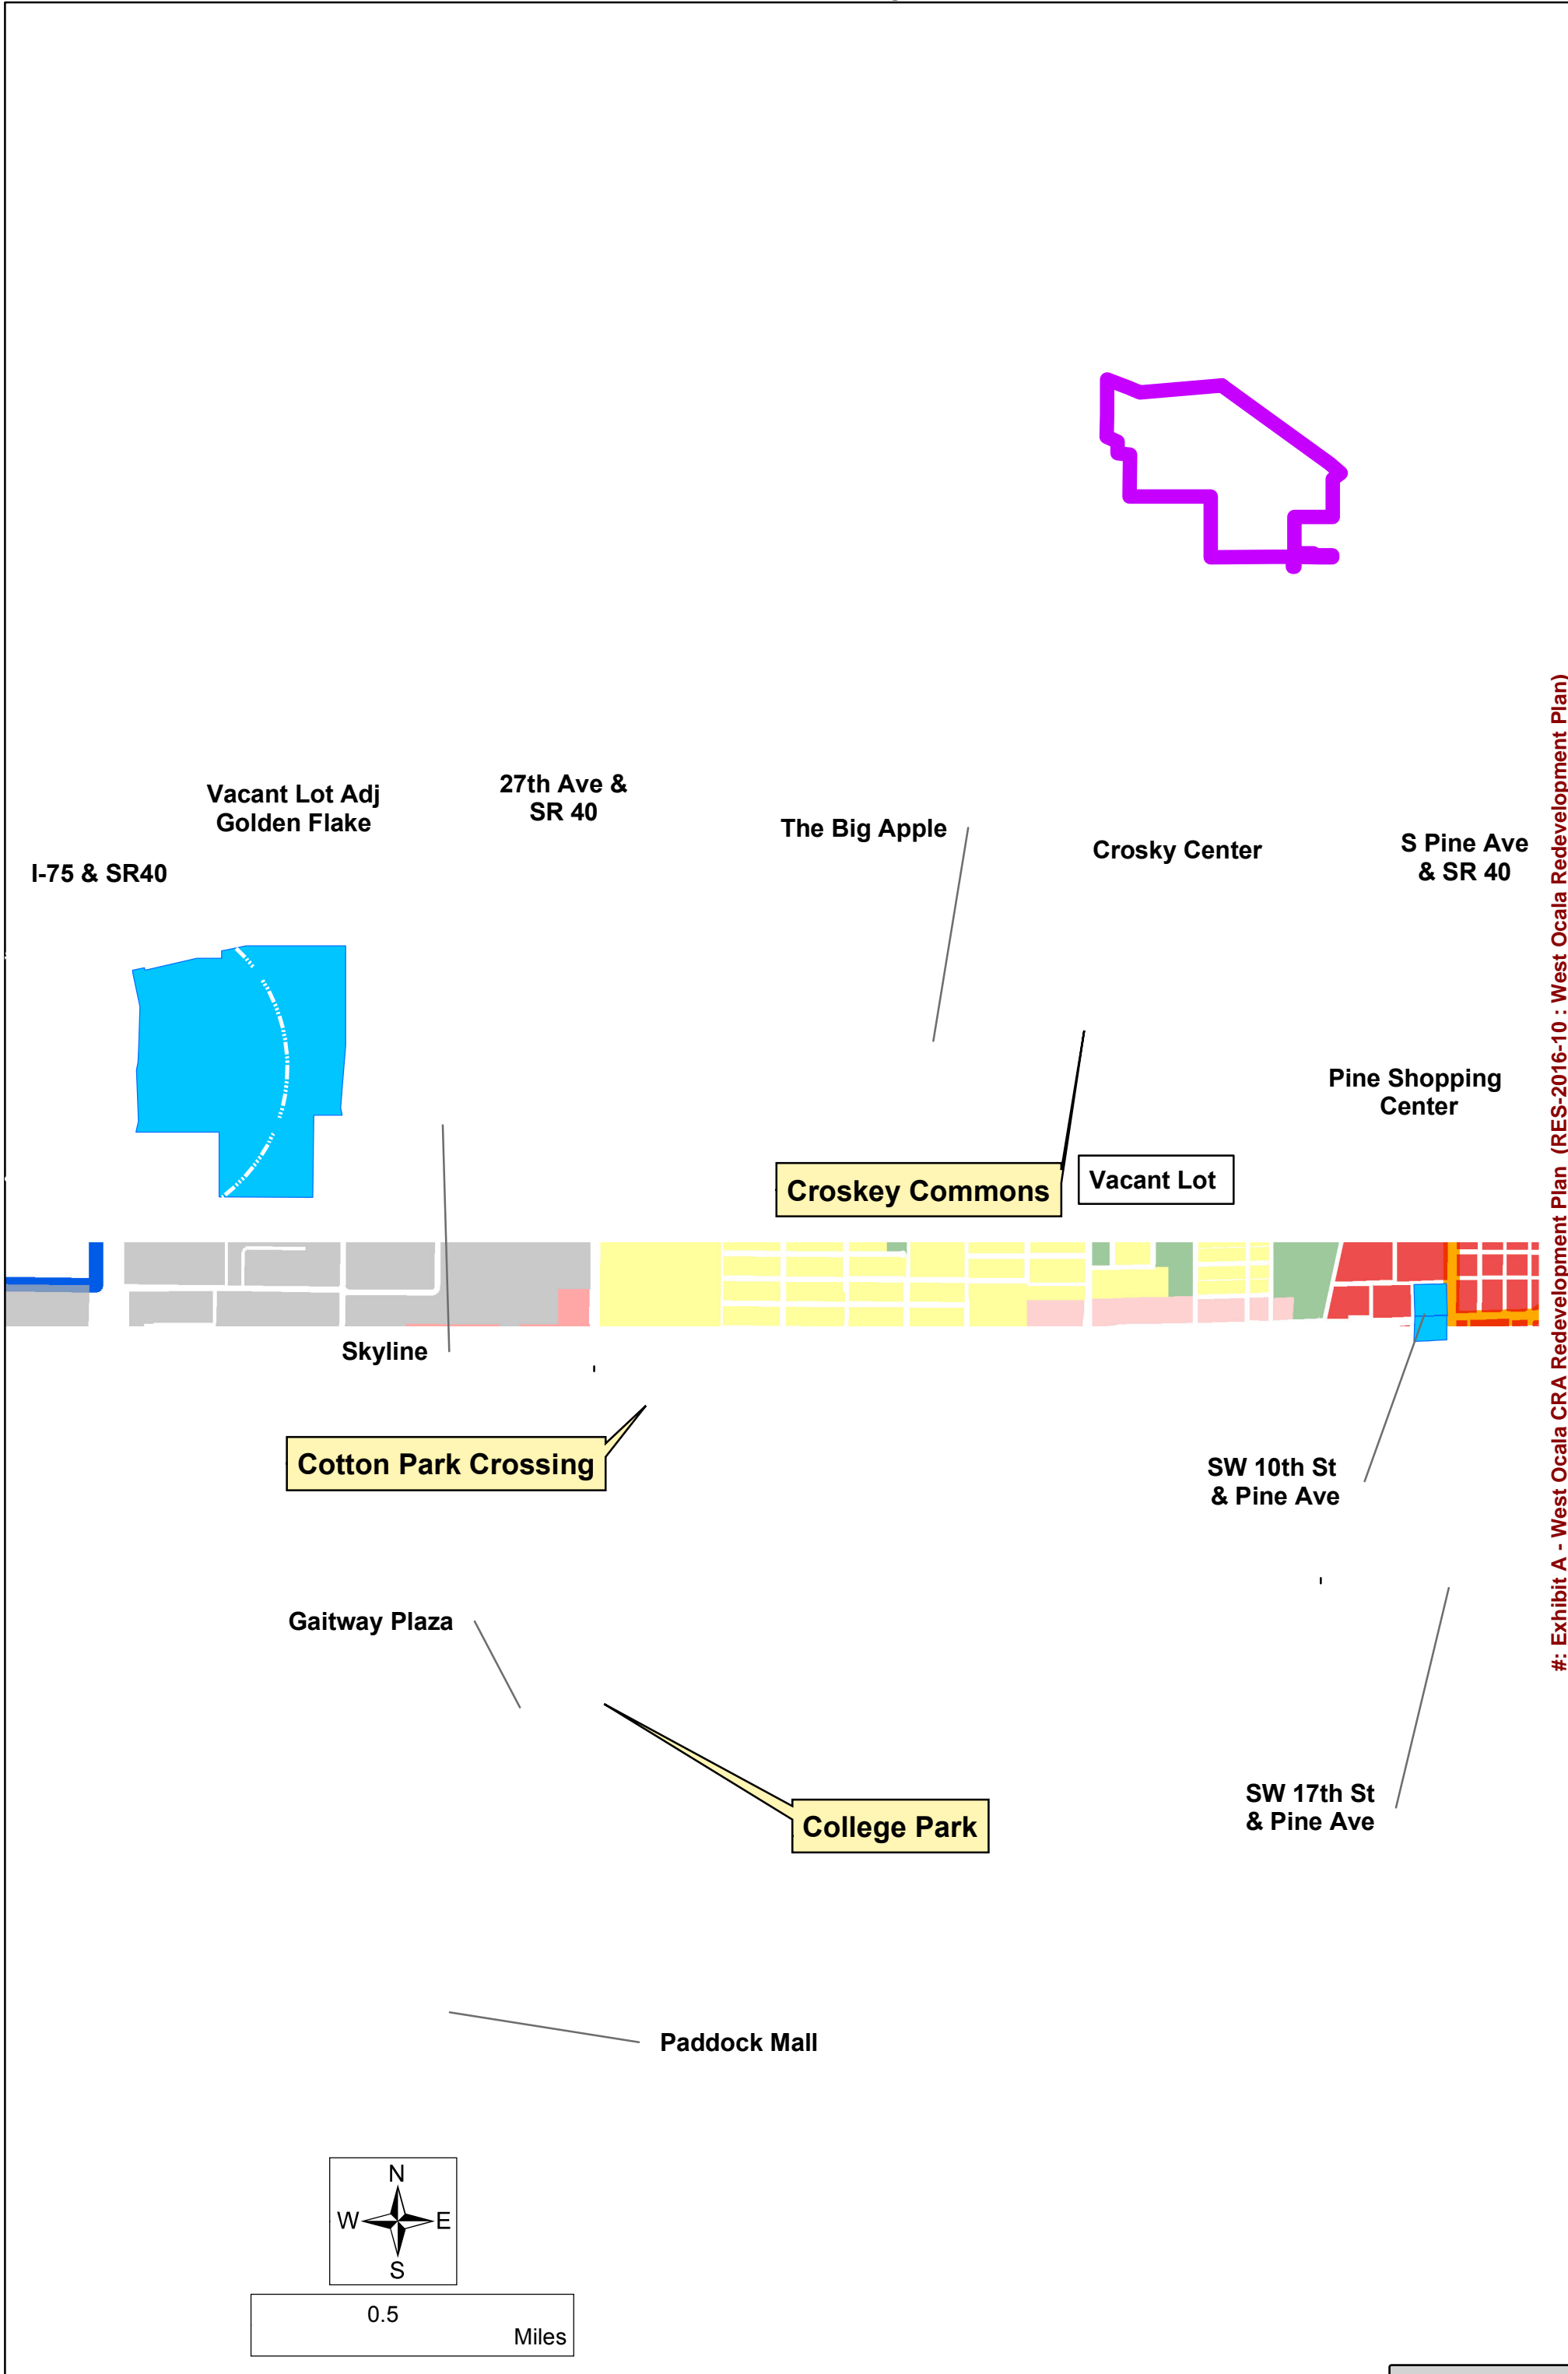 27th Ave &
SR 40
Vacant Lot Adj
Golden Flake
The Big Apple
Crosky Center
S Pine Ave
& SR 40
I-75 & SR40
Pine Shopping
Center
Croskey Commons
Vacant Lot
Skyline
Cotton Park Crossing
SW 10th St
& Pine Ave
Gaitway Plaza
SW 17th St
& Pine Ave
College Park
Paddock Mall
N
W E
S
0.5
Miles
#: Exhibit A - West Ocala CRA Redevelopment Plan (RES-2016-10 : West Ocala Redevelopment Plan)